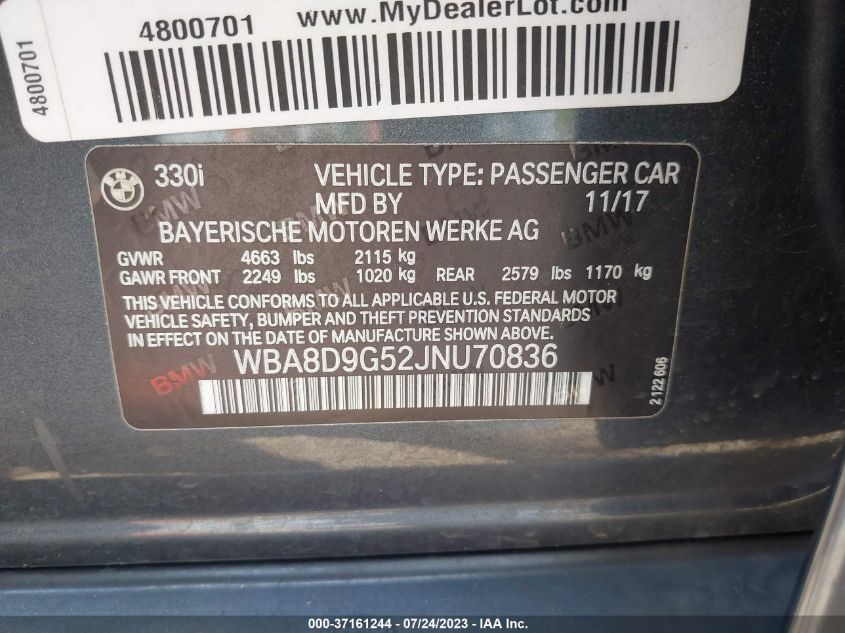 www.MyDealerLot.com
4800701
4800701
BMW
330i VEHICLE TYPE: PASSENGER CAR
MFD BY 11/17
BAYERISCHE MOTOREN WERKE AG
GVWR 4663 lbs 2115 kg
GAWR FRONT 2249 lbs 1020 kg REAR 2579 lbs 1170 kg
THIS VEHICLE CONFORMS TO ALL APPLICABLE U.S. FEDERAL MOTOR
VEHICLE SAFETY, BUMPER AND THEFT PREVENTION STANDARDS
IN EFFECT ON THE DATE OF MANUFACTURE SHOWN ABOVE.
WBA8D9G52JNU70836
2 122 606
000-37161244 / 07/24/2023 / IAA, INC.